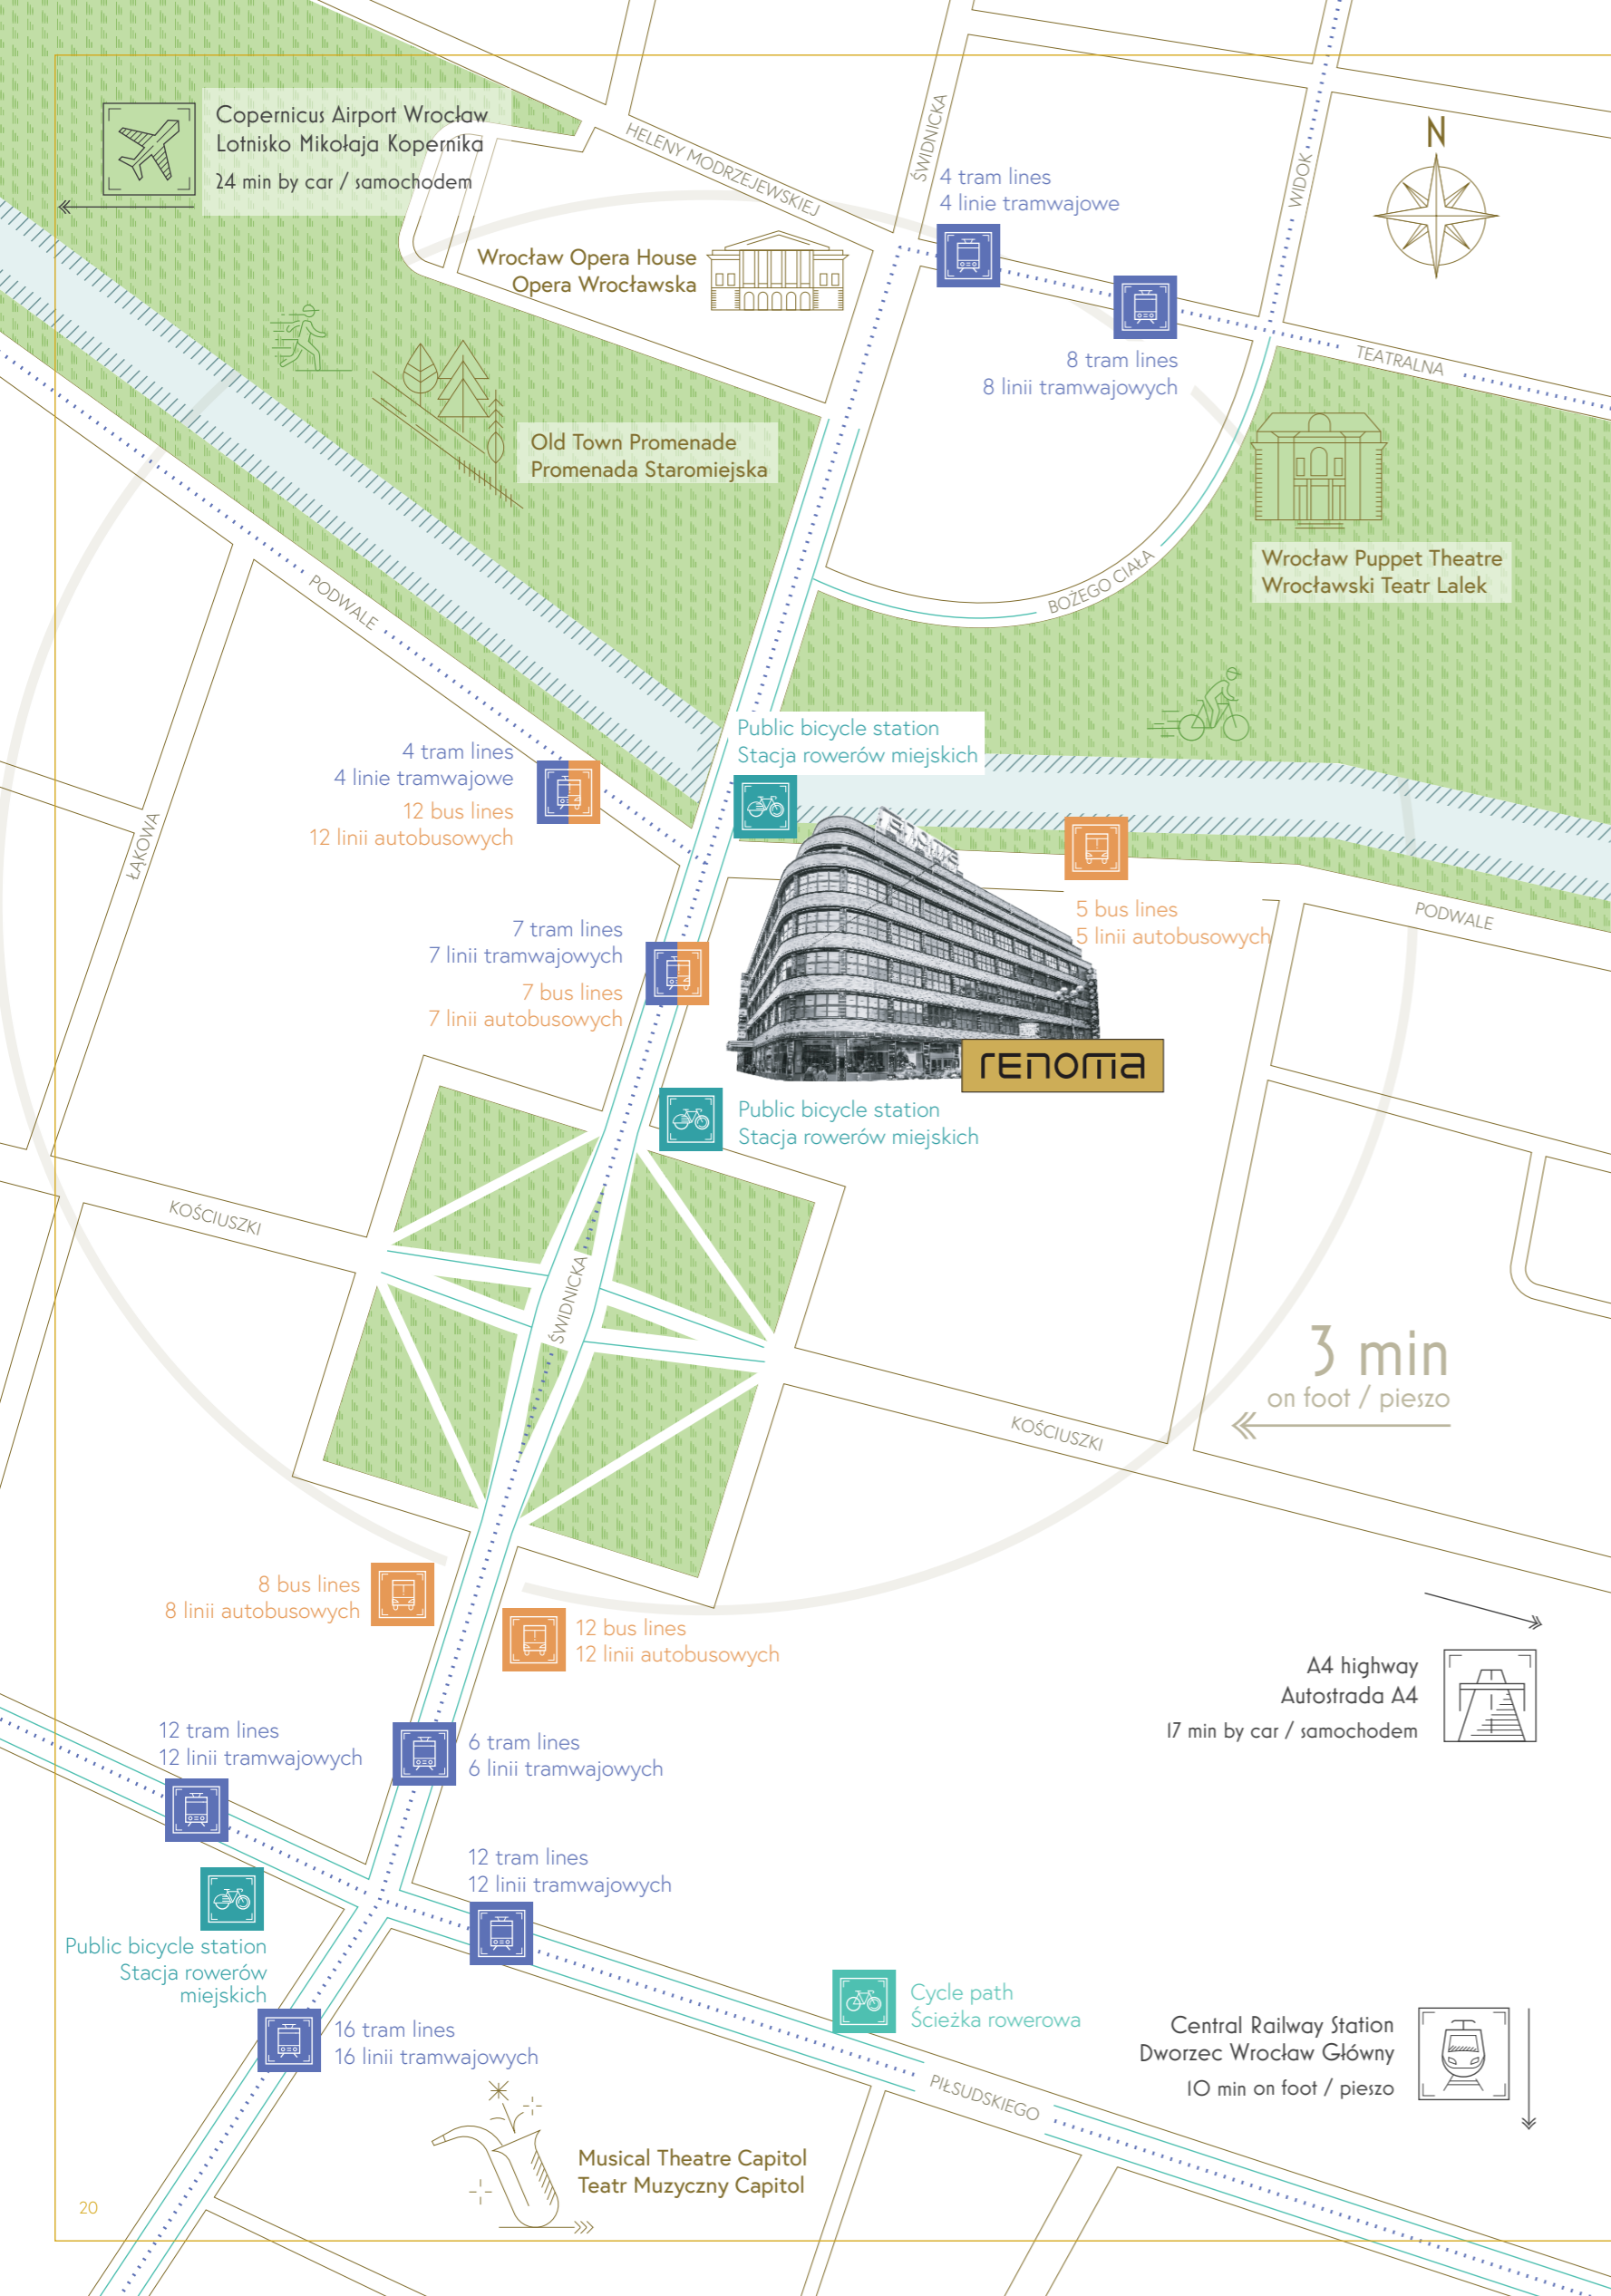 Copernicus Airport Wrocław
Lotnisko Mikołaja Kopernika
24 min by car / samochodem
HELENY MODRZEJEWSKIEJ
ŚWIDNICKA
4 tram lines
4 linie tramwajowe
WIDOK
N
Wrocław Opera House
Opera Wrocławska
8 tram lines
8 linii tramwajowych
TEATRALNA
Old Town Promenade
Promenada Staromiejska
Wrocław Puppet Theatre
Wrocławski Teatr Lalek
BOŻEGO CIAŁA
PODWALE
Public bicycle station
Stacja rowerów miejskich
4 tram lines
4 linie tramwajowe
12 bus lines
12 linii autobusowych
ŁĄKOWA
5 bus lines
5 linii autobusowych
PODWALE
7 tram lines
7 linii tramwajowych
7 bus lines
7 linii autobusowych
renoma
Public bicycle station
Stacja rowerów miejskich
KOŚCIUSZKI
ŚWIDNICKA
3 min
on foot / pieszo
KOŚCIUSZKI
8 bus lines
8 linii autobusowych
12 bus lines
12 linii autobusowych
A4 highway
Autostrada A4
17 min by car / samochodem
12 tram lines
12 linii tramwajowych
6 tram lines
6 linii tramwajowych
12 tram lines
12 linii tramwajowych
Public bicycle station
Stacja rowerów
miejskich
16 tram lines
16 linii tramwajowych
Cycle path
Ścieżka rowerowa
Central Railway Station
Dworzec Wrocław Główny
10 min on foot / pieszo
PIŁSUDSKIEGO
Musical Theatre Capitol
Teatr Muzyczny Capitol
20